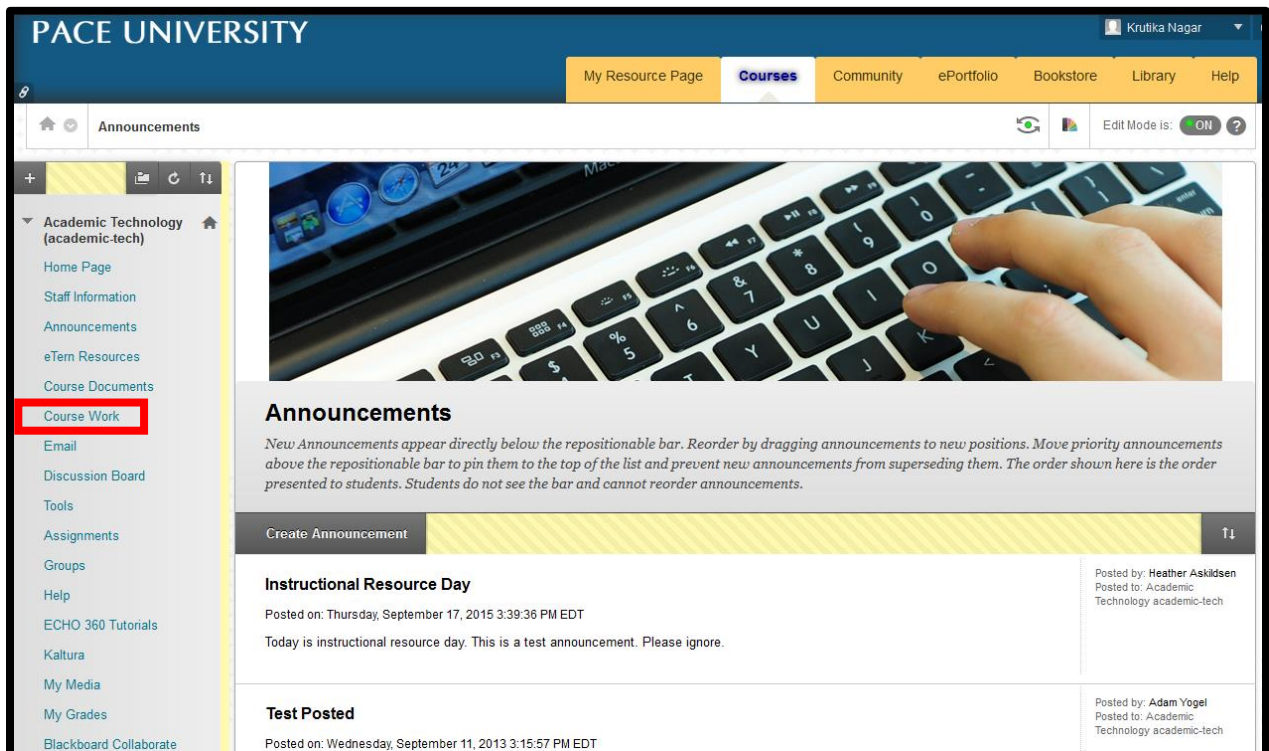 PACE UNIVERSITY
Krutika Nagar
My Resource Page Courses Community ePortfolio Bookstore Library Help
Announcements
Edit Mode is: ON ?
Academic Technology
(academic-tech)
Home Page
Staff Information
Announcements
eTern Resources
Course Documents
Course Work
Email
Discussion Board
Tools
Assignments
Groups
Help
ECHO 360 Tutorials
Kaltura
My Media
My Grades
Blackboard Collaborate
Announcements
New Announcements appear directly below the repositionable bar. Reorder by dragging announcements to new positions. Move priority announcements
above the repositionable bar to pin them to the top of the list and prevent new announcements from superseding them. The order shown here is the order
presented to students. Students do not see the bar and cannot reorder announcements.
Create Announcement
Instructional Resource Day
Posted on: Thursday, September 17, 2015 3:39:36 PM EDT
Today is instructional resource day. This is a test announcement. Please ignore.
Posted by: Heather Askildsen
Posted to: Academic
Technology academic-tech
Test Posted
Posted on: Wednesday, September 11, 2013 3:15:57 PM EDT
Posted by: Adam Yogel
Posted to: Academic
Technology academic-tech